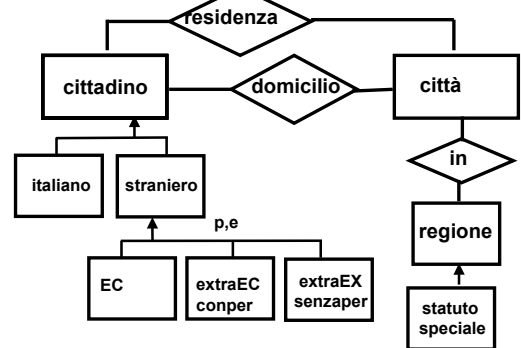 residenza
cittadino
domicilio
città
in
italiano
straniero
regione
p,e
EC
extraEC
conper
extraEX
senzaper
statuto
speciale